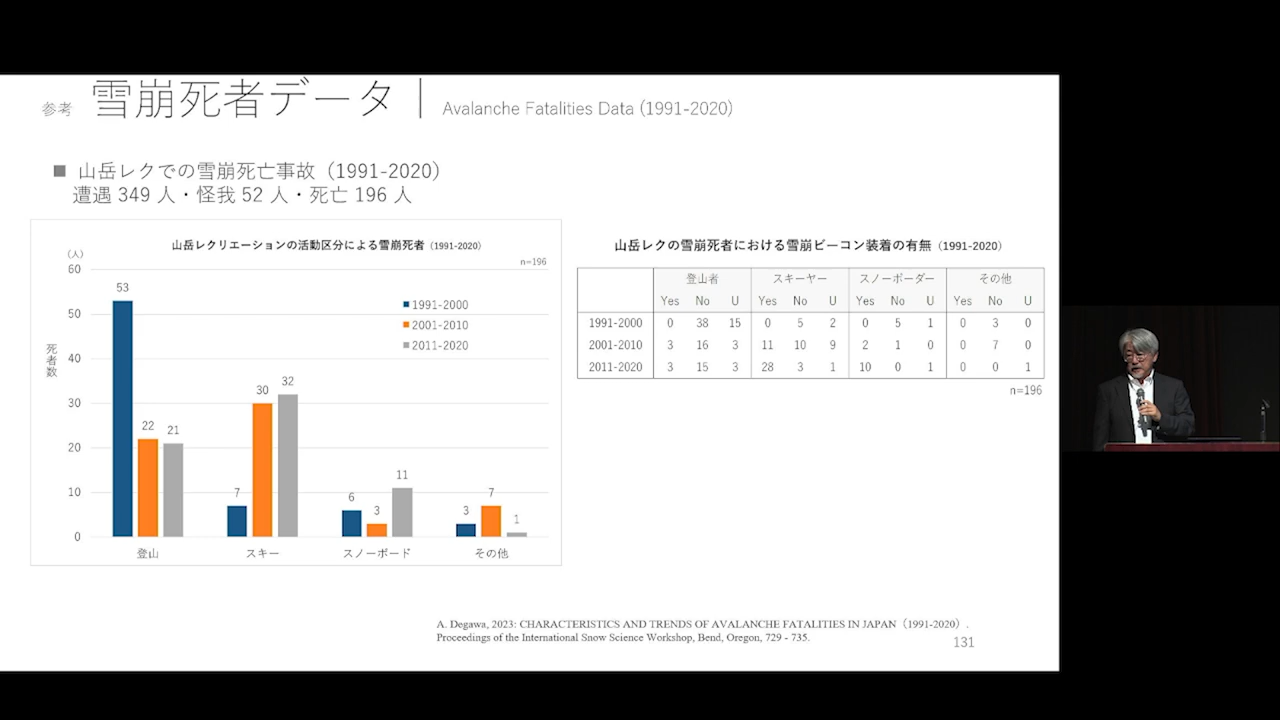 参考 雪崩死者データ｜ Avalanche Fatalities Data (1991-2020)
■ 山岳レクでの雪崩死亡事故（1991-2020）
遭遇 349 人・怪我 52 人・死亡 196 人
山岳レクリエーションの活動区分による雪崩死者（1991-2020）
n=196
（人）
死者数
60
50
40
30
20
10
0
1991-2000
2001-2010
2011-2020
53 22 21
7 30 32
6 3 11
3 7 1
登山 スキー スノーボード その他
山岳レクの雪崩死者における雪崩ビーコン装着の有無（1991-2020）
登山者 スキーヤー スノーボーダー その他
Yes No U Yes No U Yes No U Yes No U
1991-2000 0 38 15 0 5 2 0 5 1 0 3 0
2001-2010 3 16 3 11 10 9 2 1 0 0 7 0
2011-2020 3 15 3 28 3 1 10 0 1 0 0 1
n=196
A. Degawa, 2023: CHARACTERISTICS AND TRENDS OF AVALANCHE FATALITIES IN JAPAN（1991-2020）.
Proceedings of the International Snow Science Workshop, Bend, Oregon, 729 - 735.
131